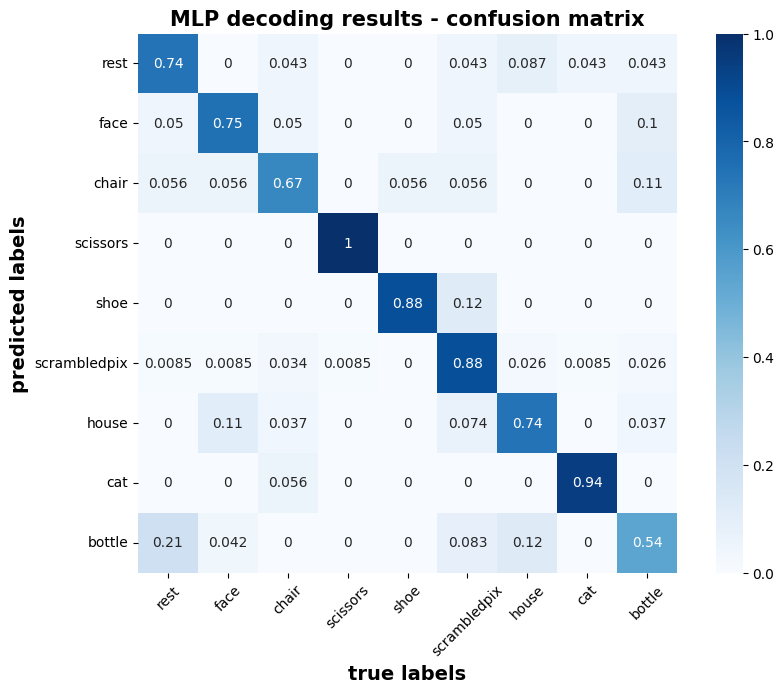 MLP decoding results - confusion matrix
predicted labels
rest 0.74 0 0.043 0 0 0.043 0.087 0.043 0.043
face 0.05 0.75 0.05 0 0 0.05 0 0 0.1
chair 0.056 0.056 0.67 0 0.056 0.056 0 0 0.11
scissors 0 0 0 1 0 0 0 0 0
shoe 0 0 0 0 0.88 0.12 0 0 0
scrambledpix 0.0085 0.0085 0.034 0.0085 0 0.88 0.026 0.0085 0.026
house 0 0.11 0.037 0 0 0.074 0.74 0 0.037
cat 0 0 0.056 0 0 0 0 0.94 0
bottle 0.21 0.042 0 0 0 0.083 0.12 0 0.54
rest face chair scissors shoe scrambledpix house cat bottle
true labels
1.0
0.8
0.6
0.4
0.2
0.0